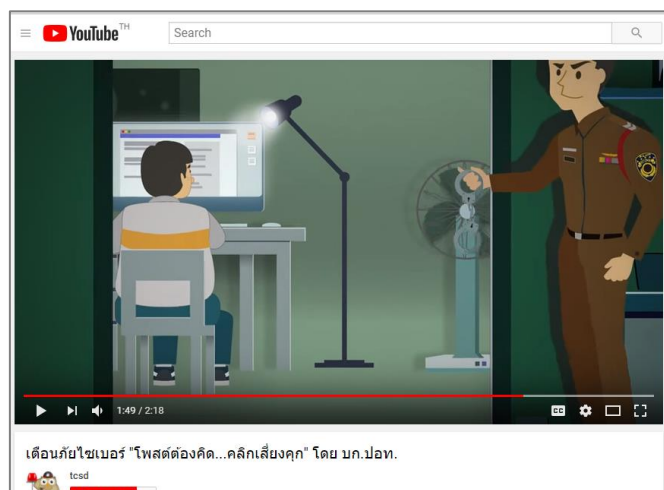 YouTube TH
Search
1:49 / 2:18
CC
เตือนภัยไซเบอร์ "โพสต์ต้องคิด...คลิกเสี่ยงคุก" โดย บก.ปอท.
tcsd